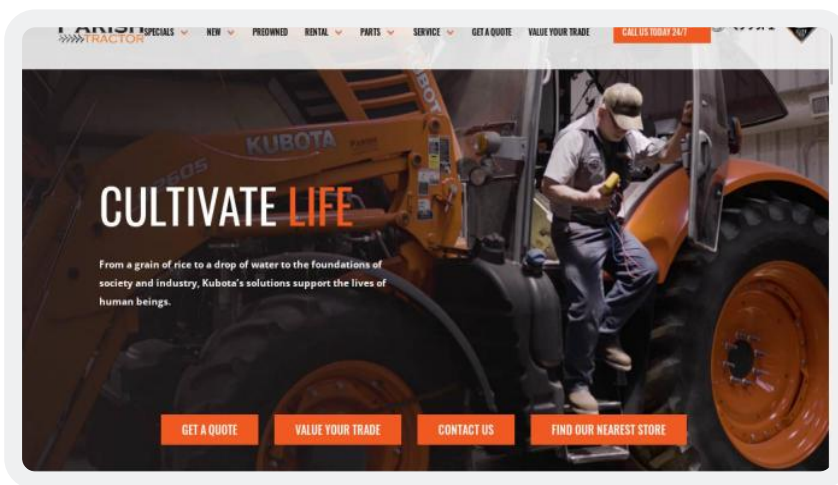 PARISH
TRACTOR
SPECIALS NEW PREOWNED RENTAL PARTS SERVICE GET A QUOTE VALUE YOUR TRADE CALL US TODAY 24/7
KUBOTA
CULTIVATE LIFE
From a grain of rice to a drop of water to the foundations of
society and industry, Kubota's solutions support the lives of
human beings.
GET A QUOTE VALUE YOUR TRADE CONTACT US FIND OUR NEAREST STORE